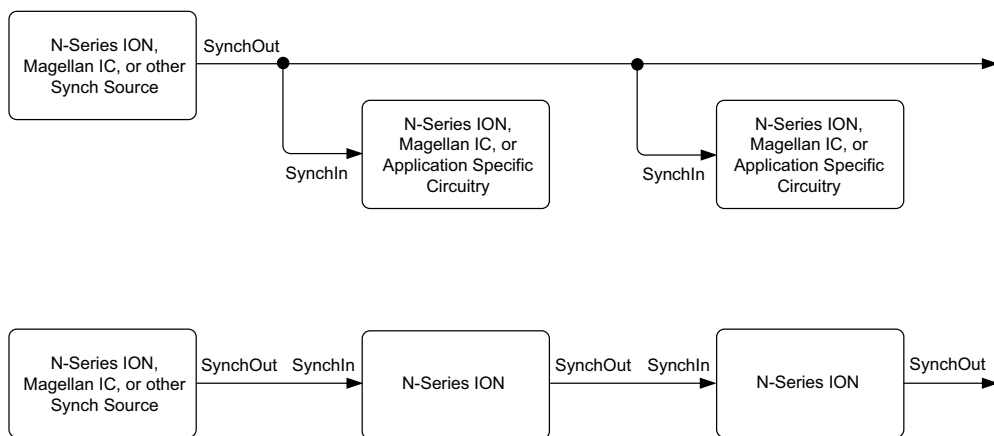 N-Series ION,
Magellan IC, or other
Synch Source
SynchOut
N-Series ION,
Magellan IC, or
Application Specific
Circuitry
SynchIn
N-Series ION,
Magellan IC, or
Application Specific
Circuitry
SynchIn
N-Series ION,
Magellan IC, or other
Synch Source
SynchOut
SynchIn
N-Series ION
SynchOut
SynchIn
N-Series ION
SynchOut